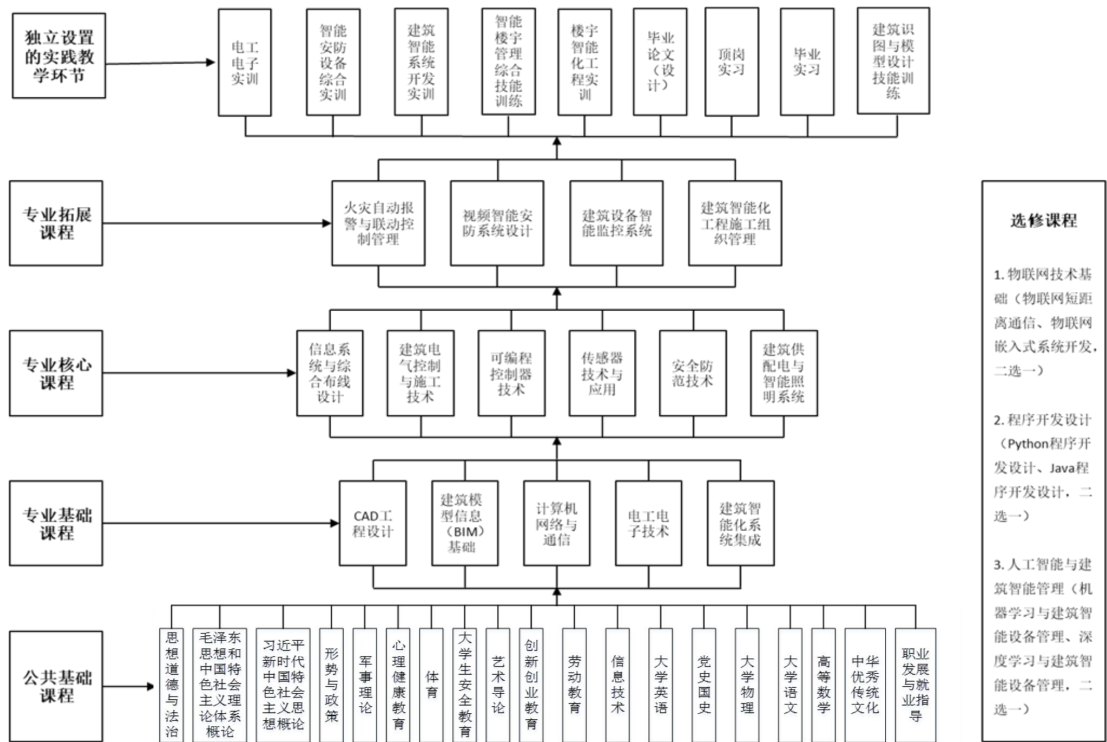 独立设置
的实践教
学环节
电工
电子
实训
智能
安防
设备
综合
实训
建筑
智能
系统
开发
实训
智能
楼宇
管理
综合
技能
训练
楼宇
智能
化工
程实
训
毕业
论文
（设
计）
顶岗
实习
毕业
实习
建筑识
图与模
型设计
技能训
练
专业拓展
课程
火灾自动报
警与联动控
制管理
视频智能安
防系统设计
建筑设备智
能监控系统
建筑智能化
工程施工组
织管理
专业核心
课程
信息系
统与综
合布线
设计
建筑电
气控制
与施工
技术
可编程
控制器
技术
传感器
技术与
应用
安全防
范技术
建筑供
配电与
智能照
明系统
专业基础
课程
CAD工
程设计
建筑模
型信息
（BIM）
基础
计算机
网络与
通信
电工电
子技术
建筑智
能化系
统集成
公共基础
课程
思想道德与法治
毛泽东
思想和
中国特
色社会
主义理
论体系
概论
习近平
新时代
中国特
色社会
主义思
想概论
形势与政策
军事理论
心理健康教育
体育
大学生安全教育
艺术导论
创新创业教育
劳动教育
信息技术
大学英语
党史国史
大学物理
大学语文
高等数学
中华
优秀
传统
文化
职业
发展
与就
业指
导
选修课程
1. 物联网技术基
础（物联网短距
离通信、物联网
嵌入式系统开发，
二选一）
2. 程序开发设计
（Python程序开
发设计、Java程
序开发设计，二
选一）
3. 人工智能与建
筑智能管理（机
器学习与建筑智
能设备管理、深
度学习与建筑智
能设备管理，二
选一）